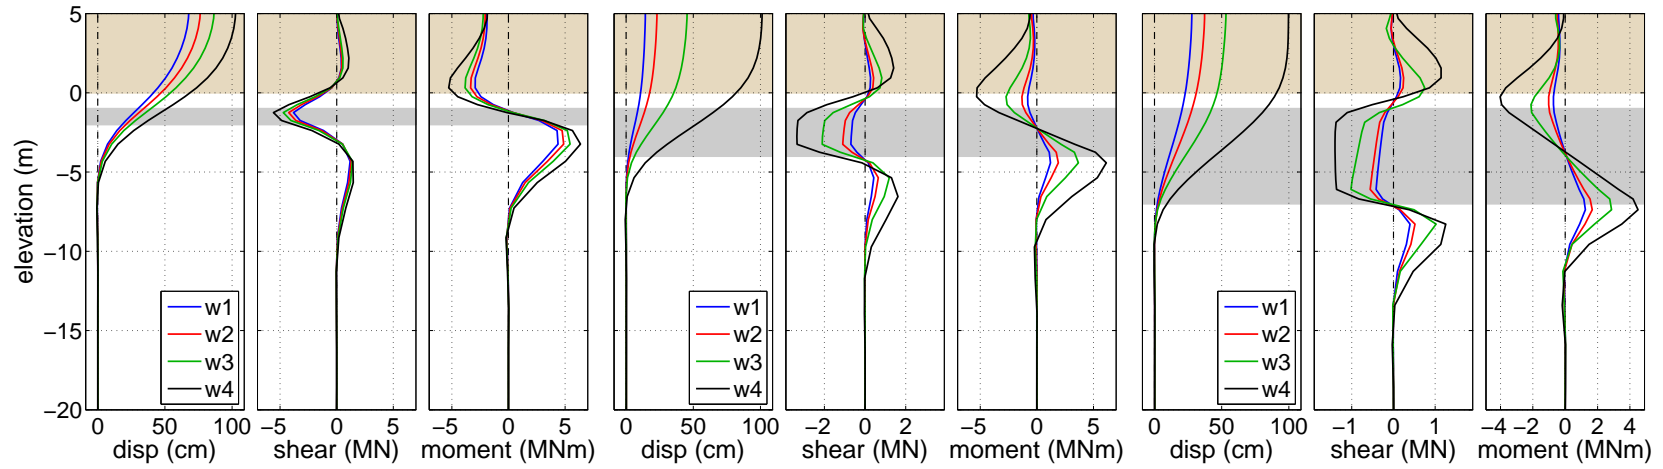 5
0
−5
−10
−15
−20
elevation (m)
w1
w2
w3
w4
0 100
disp (cm)
−5 0 5
shear (MN)
−5 0 5
moment (MNm)
w1
w2
w3
w4
0 50 100
disp (cm)
−2 0 2
shear (MN)
−5 0 5
moment (MNm)
w1
w2
w3
w4
0 50 100
disp (cm)
−1 0 1
shear (MN)
−4 −2 0 2 4
moment (MNm)